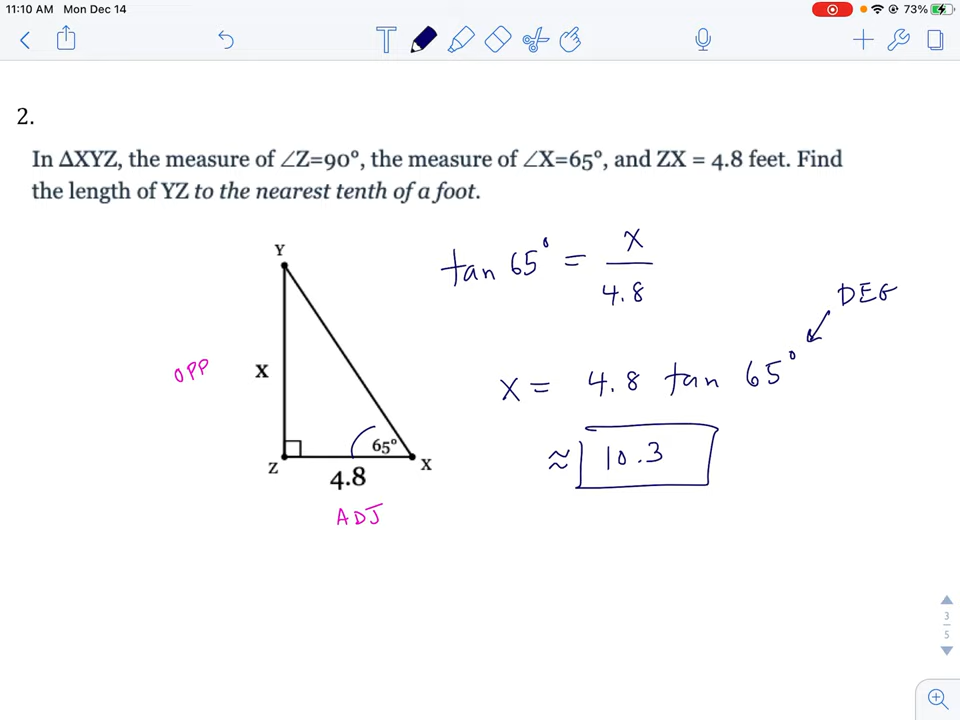 11:10 AM Mon Dec 14
73%
T
2.
In ΔXYZ, the measure of ∠Z=90°, the measure of ∠X=65°, and ZX = 4.8 feet. Find
the length of YZ to the nearest tenth of a foot.
Y
tan 65° = x / 4.8
DEG
OPP
X
x = 4.8 tan 65°
65°
≈ 10.3
Z
X
4.8
ADJ
3
5